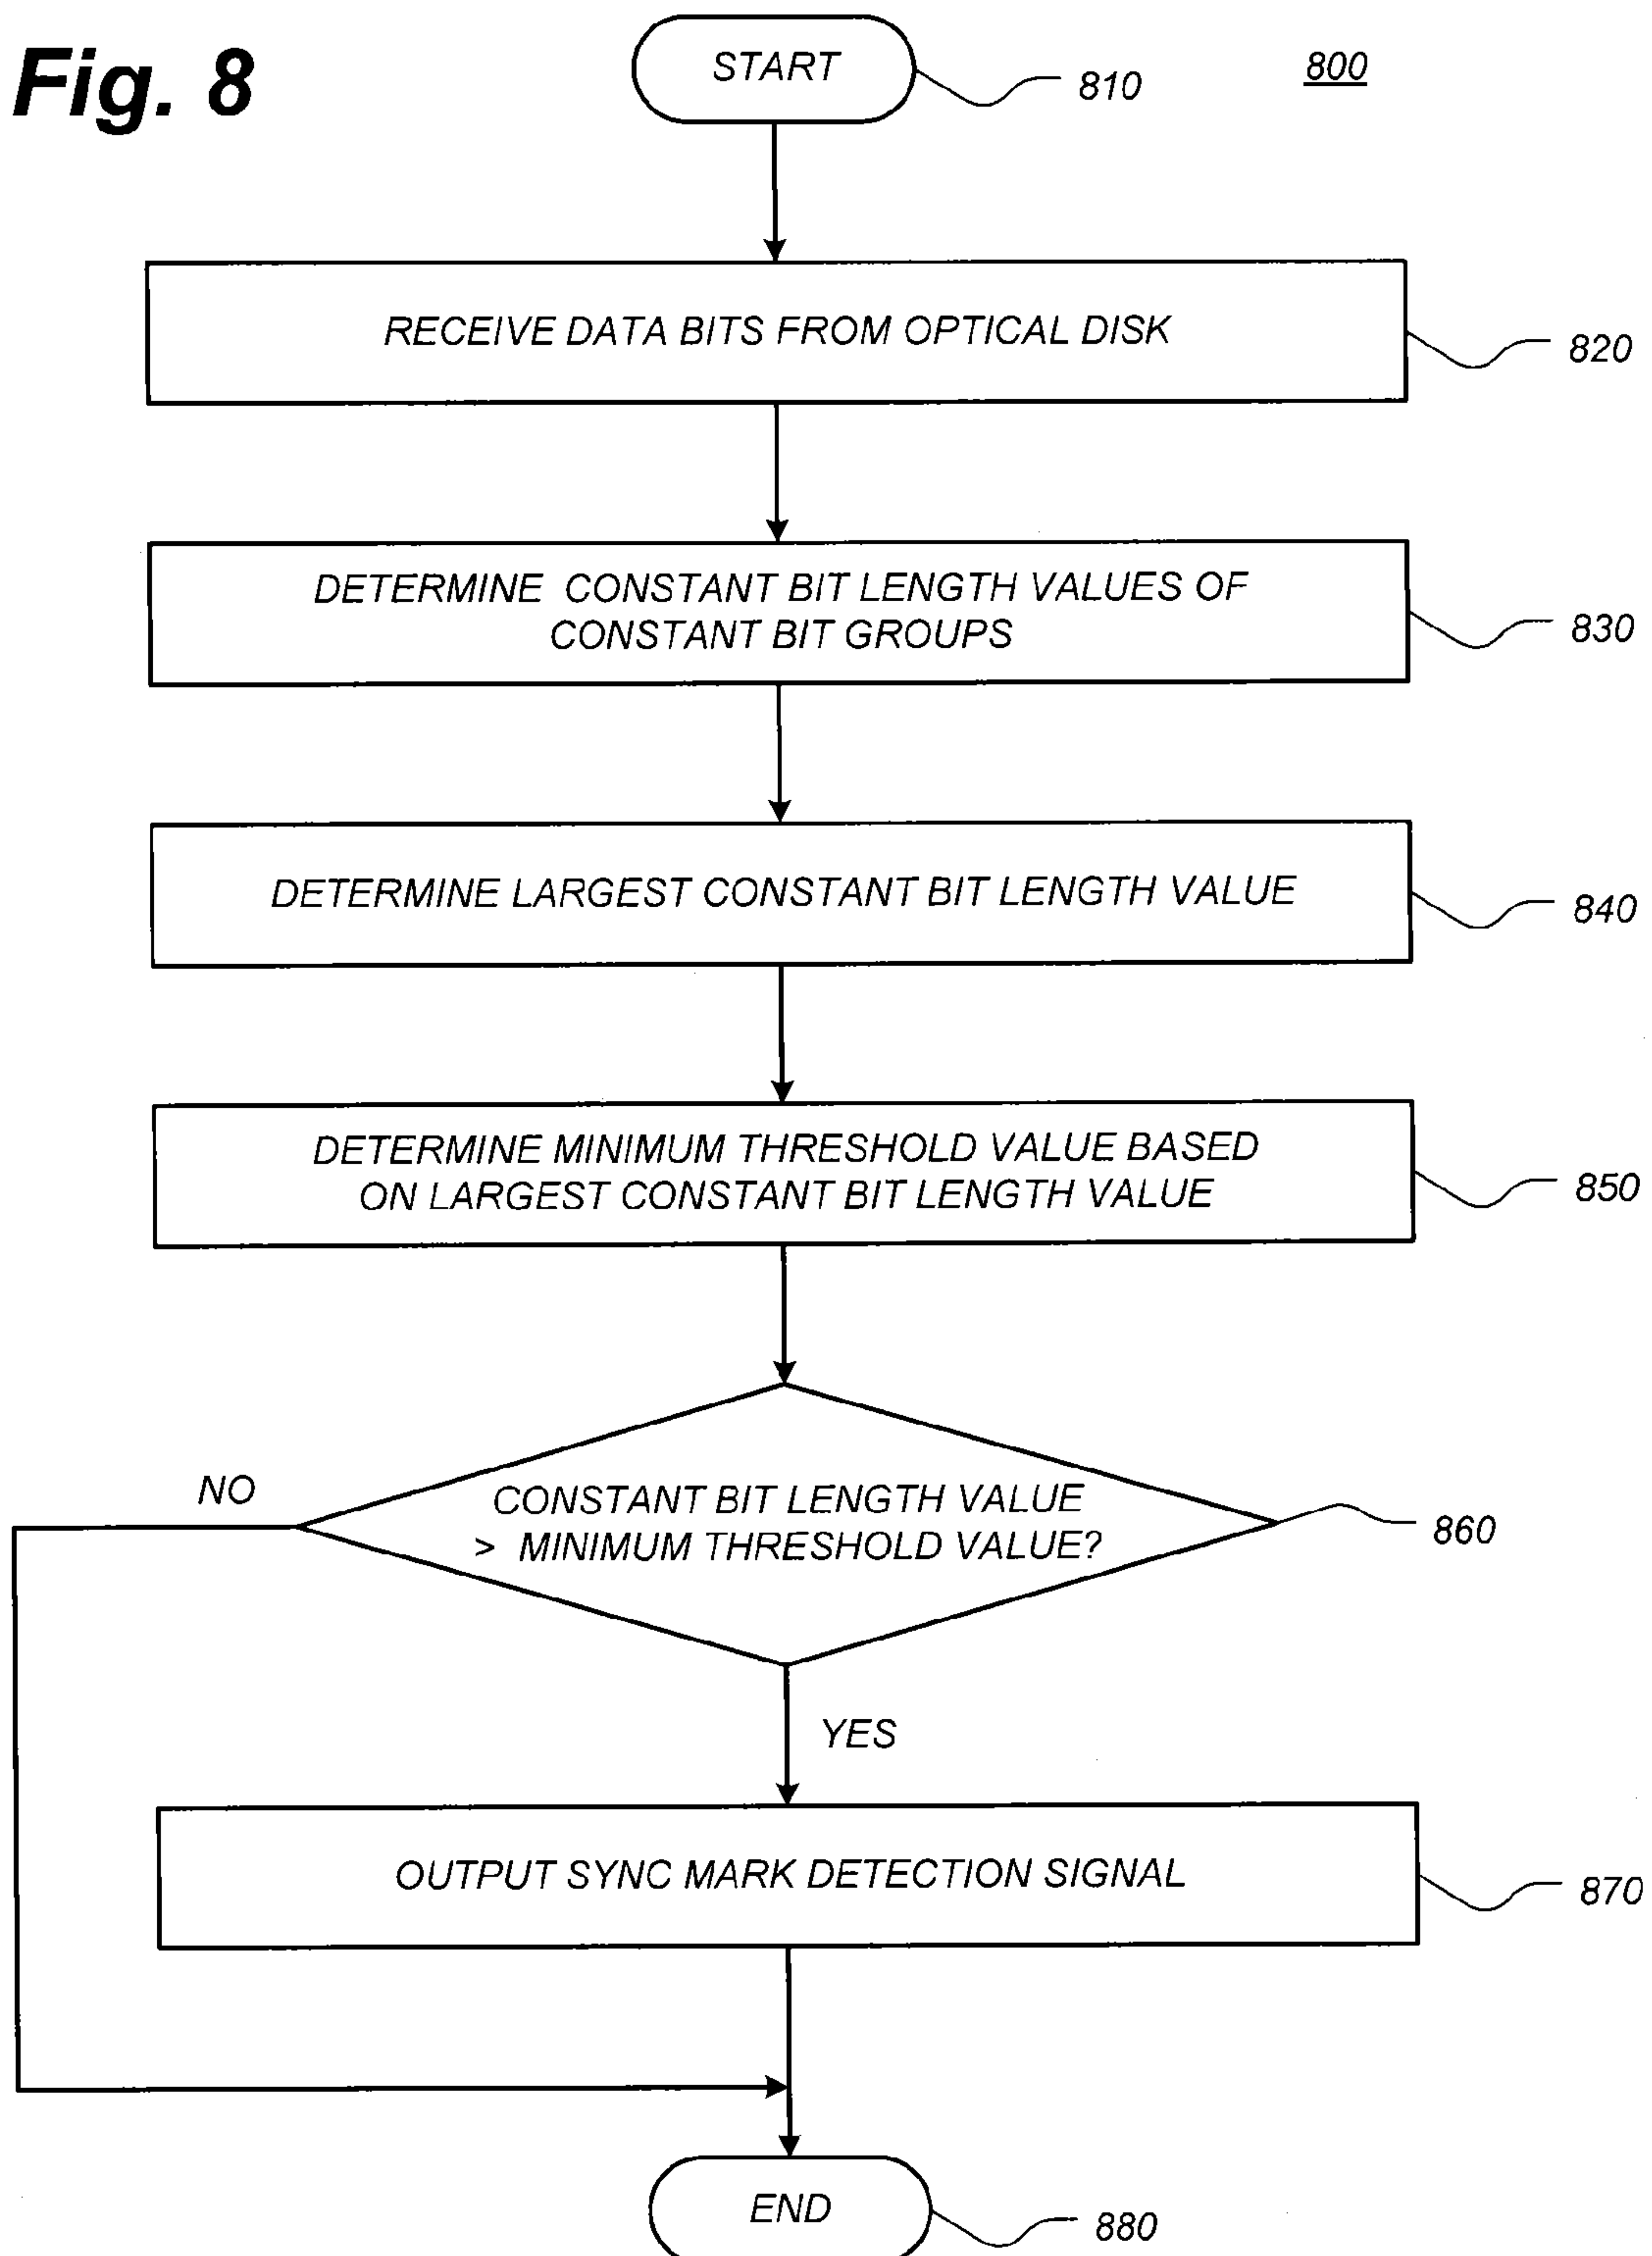 Fig. 8
START
810
800
RECEIVE DATA BITS FROM OPTICAL DISK
820
DETERMINE CONSTANT BIT LENGTH VALUES OF
CONSTANT BIT GROUPS
830
DETERMINE LARGEST CONSTANT BIT LENGTH VALUE
840
DETERMINE MINIMUM THRESHOLD VALUE BASED
ON LARGEST CONSTANT BIT LENGTH VALUE
850
NO
CONSTANT BIT LENGTH VALUE
> MINIMUM THRESHOLD VALUE?
860
YES
OUTPUT SYNC MARK DETECTION SIGNAL
870
END
880